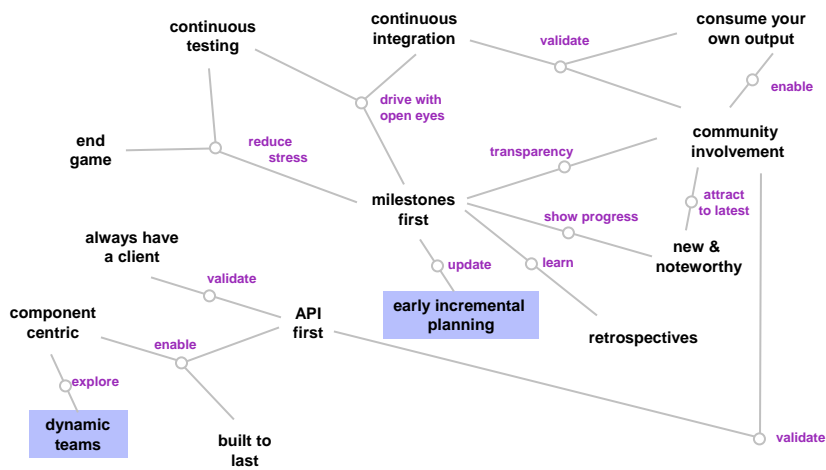 continuous
testing
continuous
integration
validate
consume your
own output
enable
drive with
open eyes
end
game
reduce
stress
community
involvement
transparency
milestones
first
attract
to latest
show progress
always have
a client
new &
noteworthy
update
learn
validate
early incremental
planning
component
centric
API
first
retrospectives
enable
explore
dynamic
teams
built to
last
validate